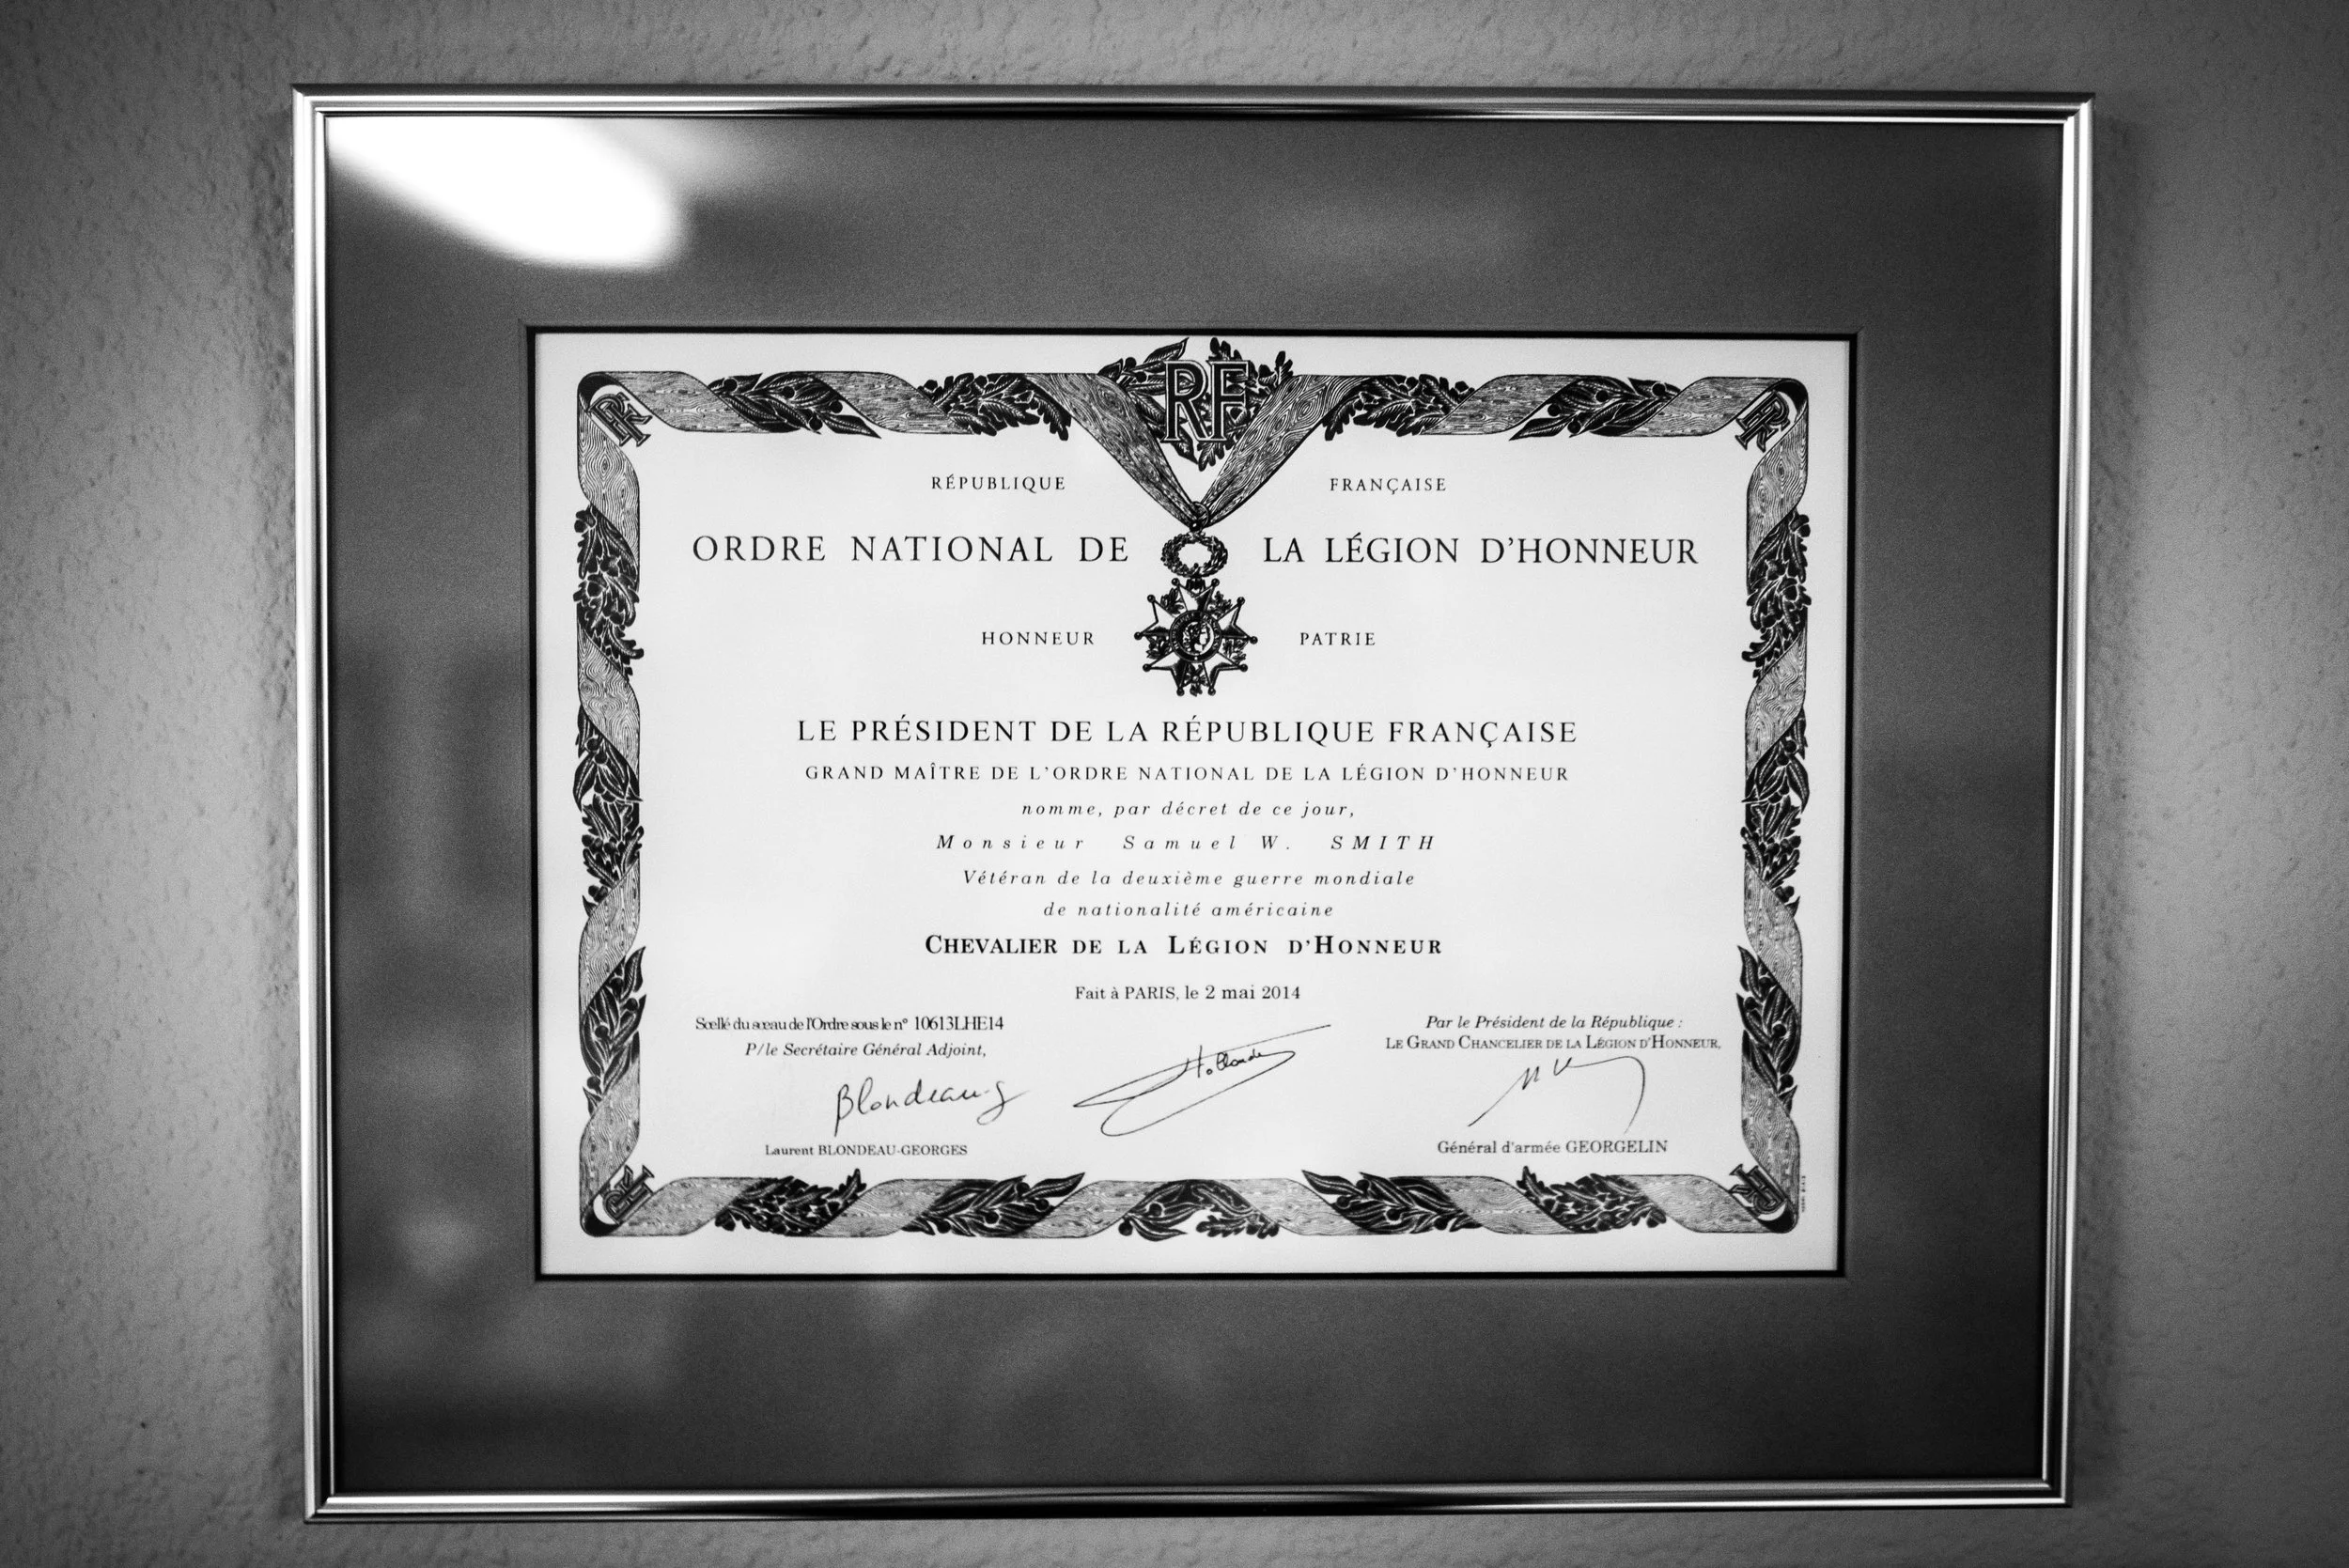 RF
RÉPUBLIQUE FRANÇAISE
ORDRE NATIONAL DE LA LÉGION D'HONNEUR
HONNEUR PATRIE
LE PRÉSIDENT DE LA RÉPUBLIQUE FRANÇAISE
GRAND MAÎTRE DE L'ORDRE NATIONAL DE LA LÉGION D'HONNEUR
nomme, par décret de ce jour,
Monsieur Samuel W. SMITH
Vétéran de la deuxième guerre mondiale
de nationalité américaine
CHEVALIER DE LA LÉGION D'HONNEUR
Fait à PARIS, le 2 mai 2014
Scellé du sceau de l'Ordre sous le n° 10613LHE14
P/le Secrétaire Général Adjoint,
Blondeau-G
Laurent BLONDEAU-GEORGES
Hollande
Par le Président de la République :
LE GRAND CHANCELIER DE LA LÉGION D'HONNEUR,
Général d'armée GEORGELIN